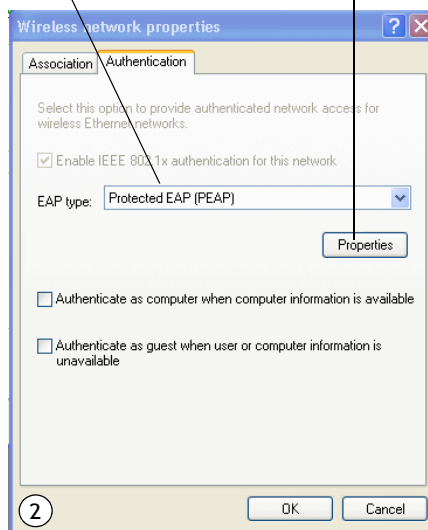 Wireless network properties
Association Authentication
Select this option to provide authenticated network access for
wireless Ethernet networks.
Enable IEEE 802.1x authentication for this network
EAP type: Protected EAP (PEAP)
Properties
Authenticate as computer when computer information is available
Authenticate as guest when user or computer information is
unavailable
2
OK Cancel